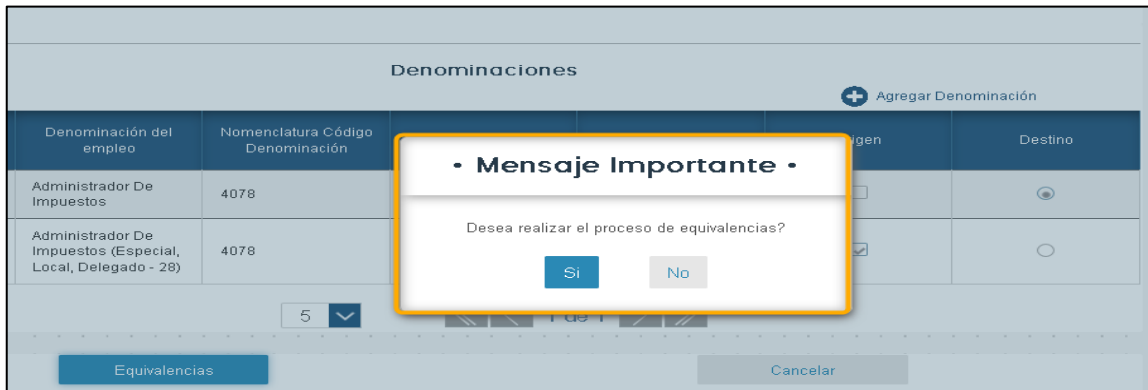 Denominaciones
Agregar Denominación
Denominación del
empleo
Nomenclatura Código
Denominación
Destino
• Mensaje Importante •
Desea realizar el proceso de equivalencias?
Si
No
Administrador De
Impuestos
4078
Administrador De
Impuestos (Especial,
Local, Delegado - 28)
4078
5
1 de 1
Equivalencias
Cancelar